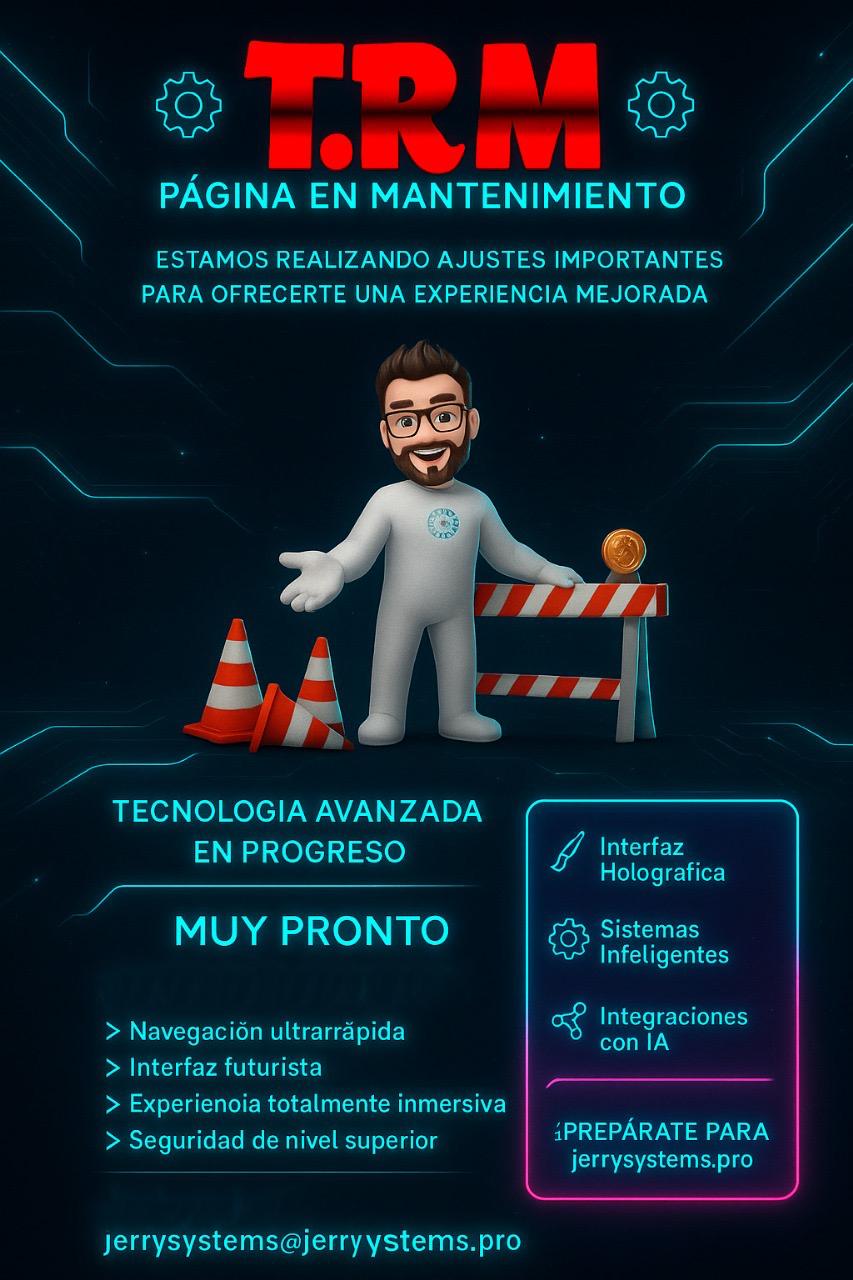 T.RM
PÁGINA EN MANTENIMIENTO
ESTAMOS REALIZANDO AJUSTES IMPORTANTES
PARA OFRECERTE UNA EXPERIENCIA MEJORADA
TECNOLOGIA AVANZADA
EN PROGRESO
MUY PRONTO
> Navegación ultrarrăpida
> Interfaz futurista
> Experienoia totalmente inmersiva
> Seguridad de nivel superior
jerrysystems@jerryystems.pro
Interfaz
Holografica
Sistemas
Infeligentes
Integraciones
con IA
¡PREPÁRATE PARA
jerrysystems.pro